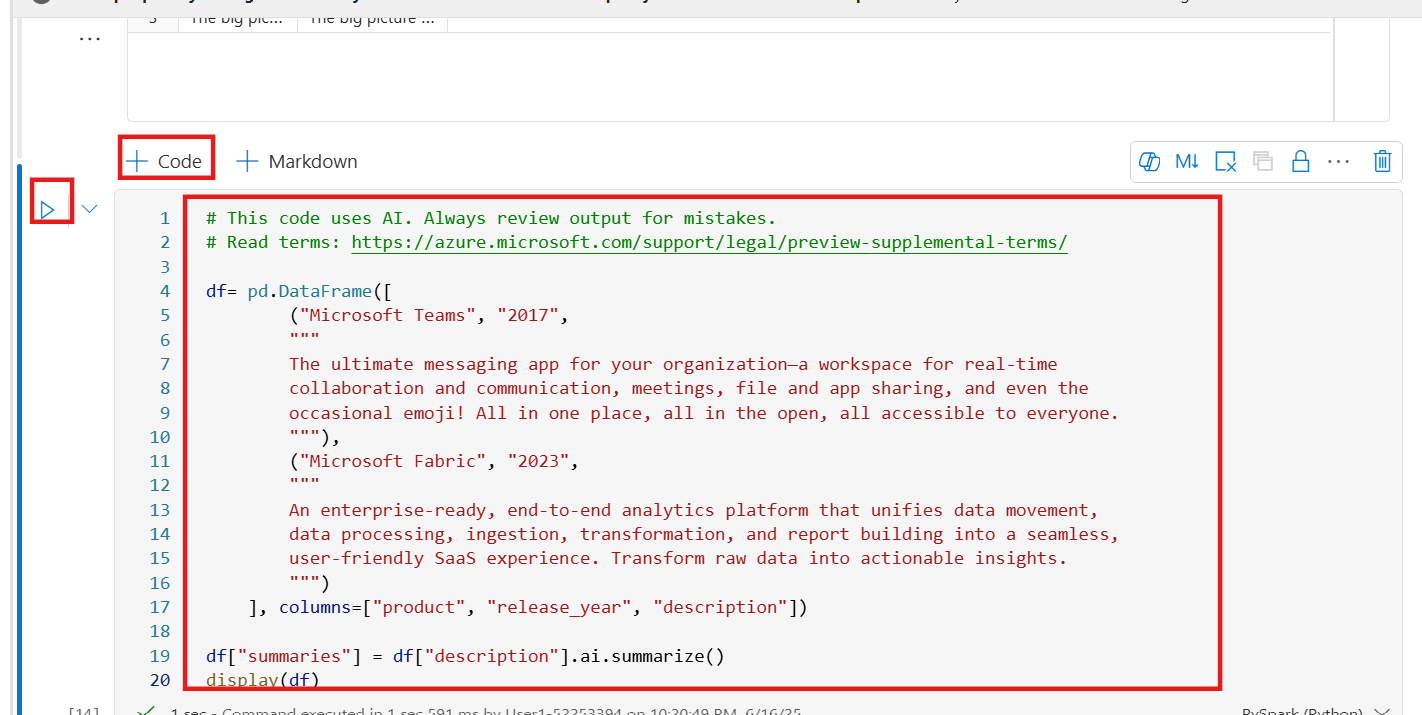 3 The big pic... The big picture ...
...
Code Markdown
M↓ ...
1 # This code uses AI. Always review output for mistakes.
2 # Read terms: https://azure.microsoft.com/support/legal/preview-supplemental-terms/
3
4 df= pd.DataFrame([
5 ("Microsoft Teams", "2017",
6 """
7 The ultimate messaging app for your organization—a workspace for real-time
8 collaboration and communication, meetings, file and app sharing, and even the
9 occasional emoji! All in one place, all in the open, all accessible to everyone.
10 """),
11 ("Microsoft Fabric", "2023",
12 """
13 An enterprise-ready, end-to-end analytics platform that unifies data movement,
14 data processing, ingestion, transformation, and report building into a seamless,
15 user-friendly SaaS experience. Transform raw data into actionable insights.
16 """)
17 ], columns=["product", "release_year", "description"])
18
19 df["summaries"] = df["description"].ai.summarize()
20 display(df)
[14] 1 sec - Command executed in 1 sec 591 ms by User1-52253394 on 10:20:49 PM, 6/16/25 PySpark (Python)